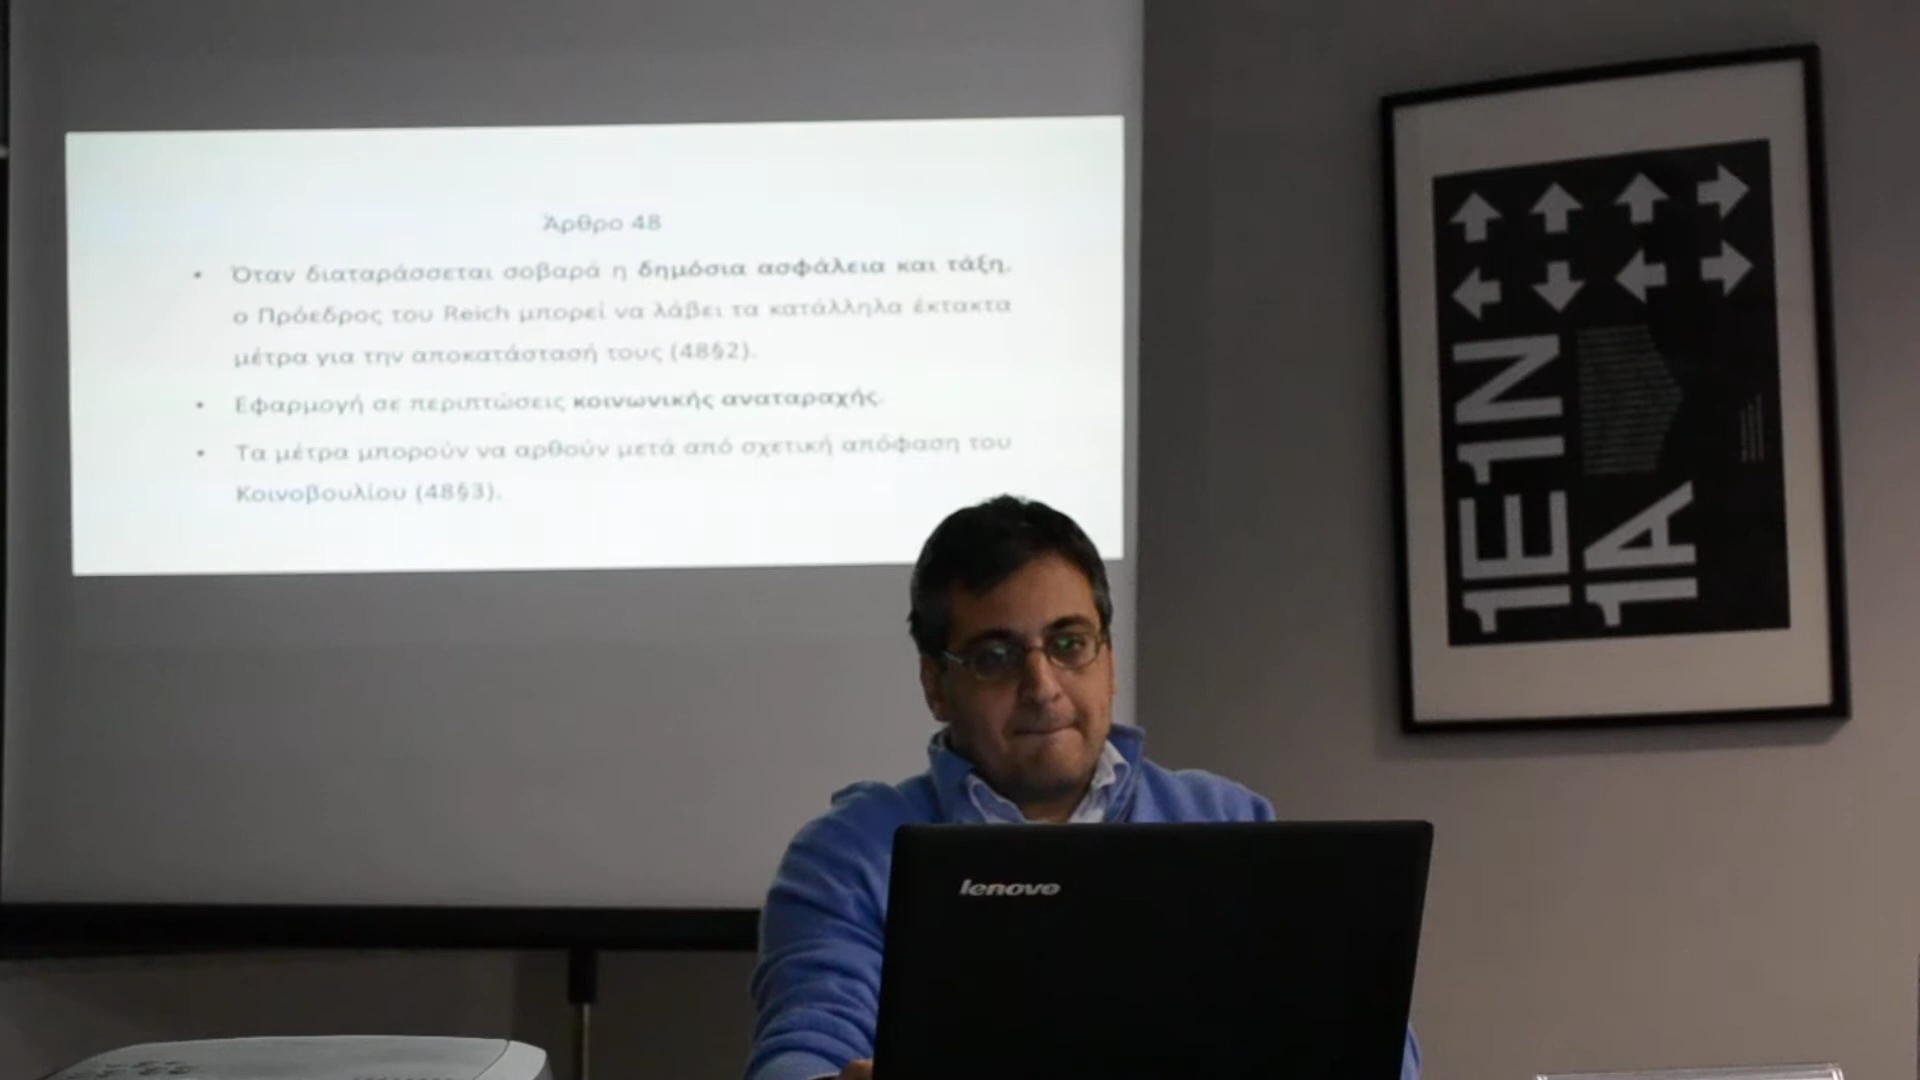 Άρθρο 48
• Όταν διαταράσσεται σοβαρά η δημόσια ασφάλεια και τάξη,
ο Πρόεδρος του Reich μπορεί να λάβει τα κατάλληλα έκτακτα
μέτρα για την αποκατάστασή τους (48§2).
• Εφαρμογή σε περιπτώσεις κοινωνικής αναταραχής.
• Τα μέτρα μπορούν να αρθούν μετά από σχετική απόφαση του
Κοινοβουλίου (48§3).
1E1N
1A
lenovo